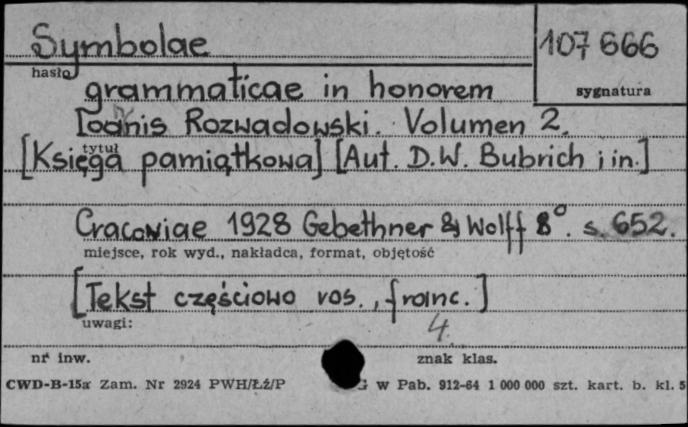 Symbolae
107 666
hasło
sygnatura
grammaticae in honorem
Ioannis Rozwadowski. Volumen 2.
tytuł
[Księga pamiątkowa] [Aut. D.W. Bubrich i in.]
Cracoviae 1928 Gebethner & Wolff 8°. s. 652.
miejsce, rok wyd., nakładca, format, objętość
[Tekst częściowo ros., franc.]
uwagi:
4.
nr inw.
znak klas.
CWD-B-15a Zam. Nr 2924 PWH/Łź/P G w Pab. 912-64 1 000 000 szt. kart. b. kl. 5